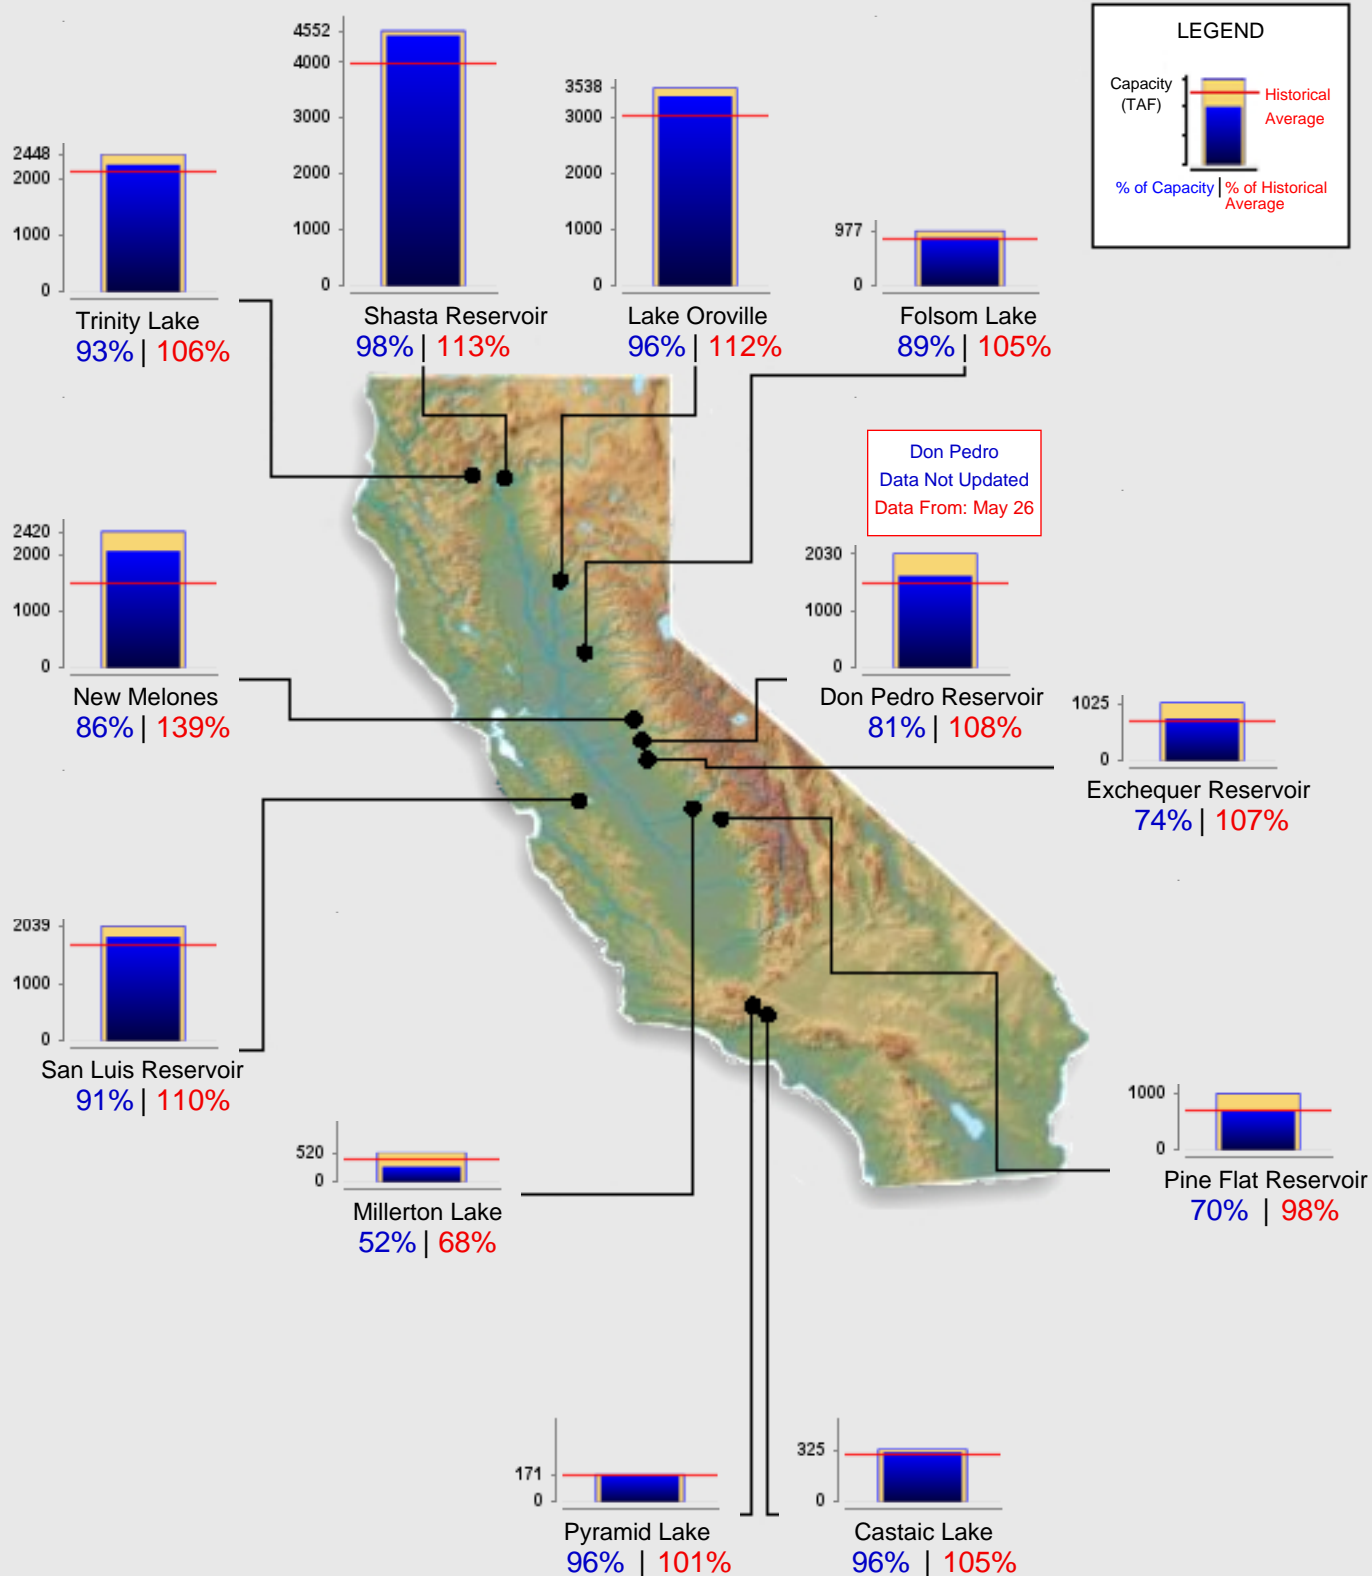 LEGEND
Capacity
(TAF)
Historical
Average
% of Capacity | % of Historical
Average
4552
4000
3000
2000
1000
0
Shasta Reservoir
98% | 113%
3538
3000
2000
1000
0
Lake Oroville
96% | 112%
2448
2000
1000
0
Trinity Lake
93% | 106%
977
0
Folsom Lake
89% | 105%
Don Pedro
Data Not Updated
Data From: May 26
2420
2000
1000
0
New Melones
86% | 139%
2030
1000
0
Don Pedro Reservoir
81% | 108%
1025
0
Exchequer Reservoir
74% | 107%
2039
1000
0
San Luis Reservoir
91% | 110%
520
0
Millerton Lake
52% | 68%
1000
0
Pine Flat Reservoir
70% | 98%
171
0
Pyramid Lake
96% | 101%
325
0
Castaic Lake
96% | 105%